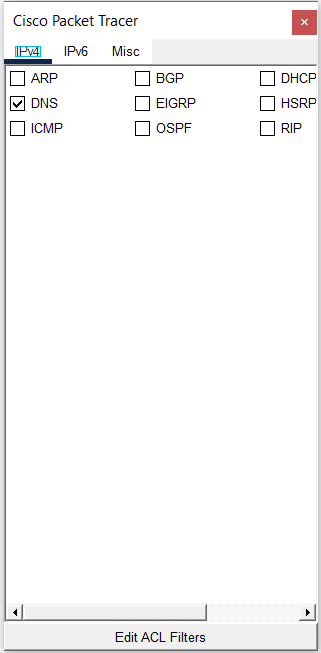 Cisco Packet Tracer
IPv4 IPv6 Misc
ARP BGP DHCP
DNS EIGRP HSRP
ICMP OSPF RIP
Edit ACL Filters